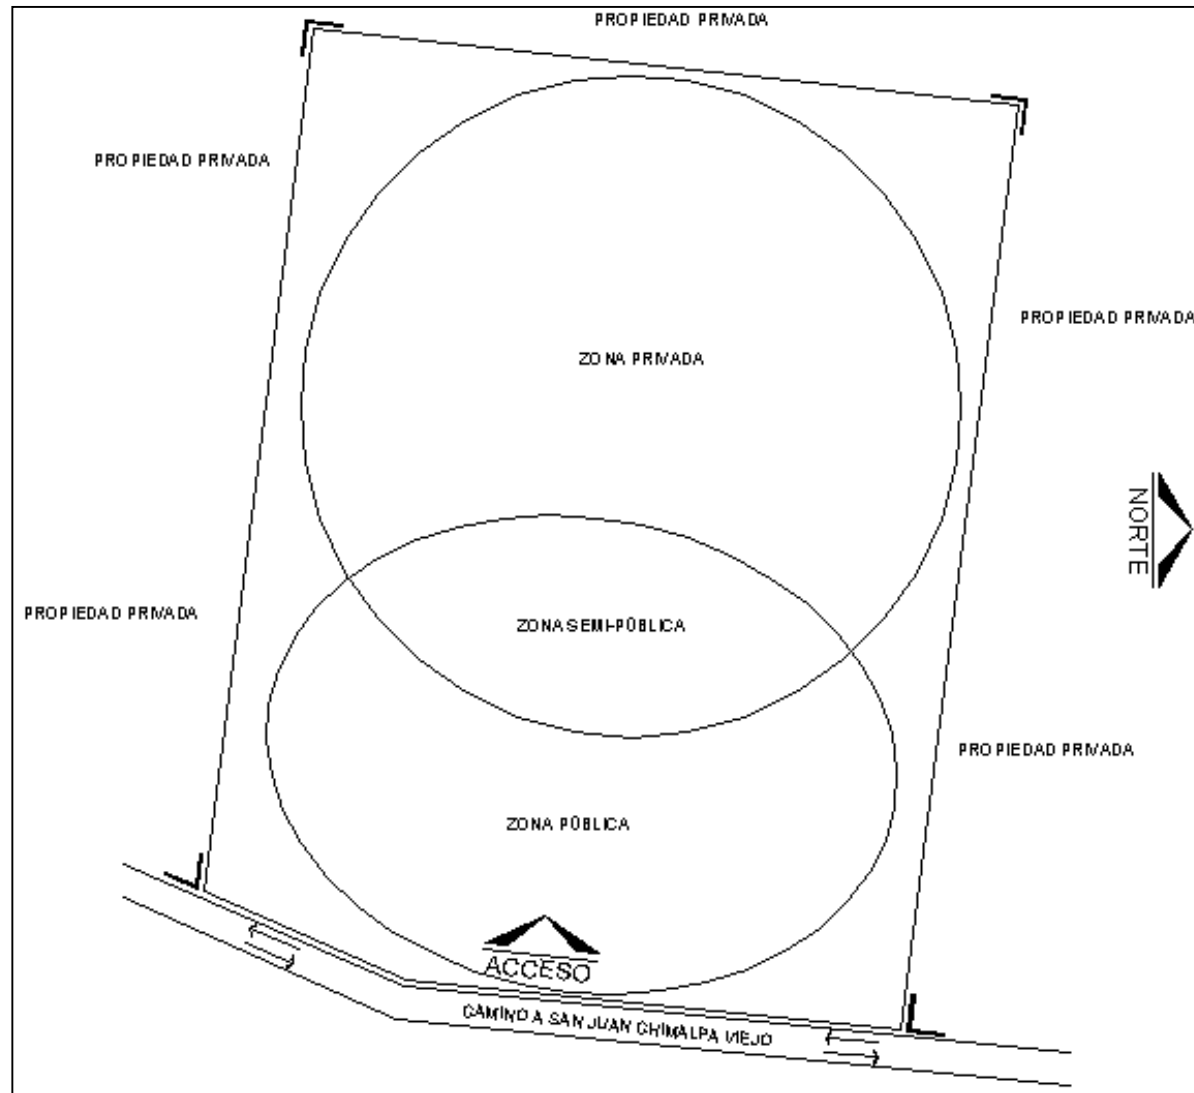 PROPIEDAD PRIVADA
PROPIEDAD PRIVADA
PROPIEDAD PRIVADA
ZONA PRIVADA
NORTE
PROPIEDAD PRIVADA
ZONA SEMI-PÚBLICA
PROPIEDAD PRIVADA
ZONA PÚBLICA
ACCESO
CAMINO A SAN JUAN CHIMALPA VIEJO